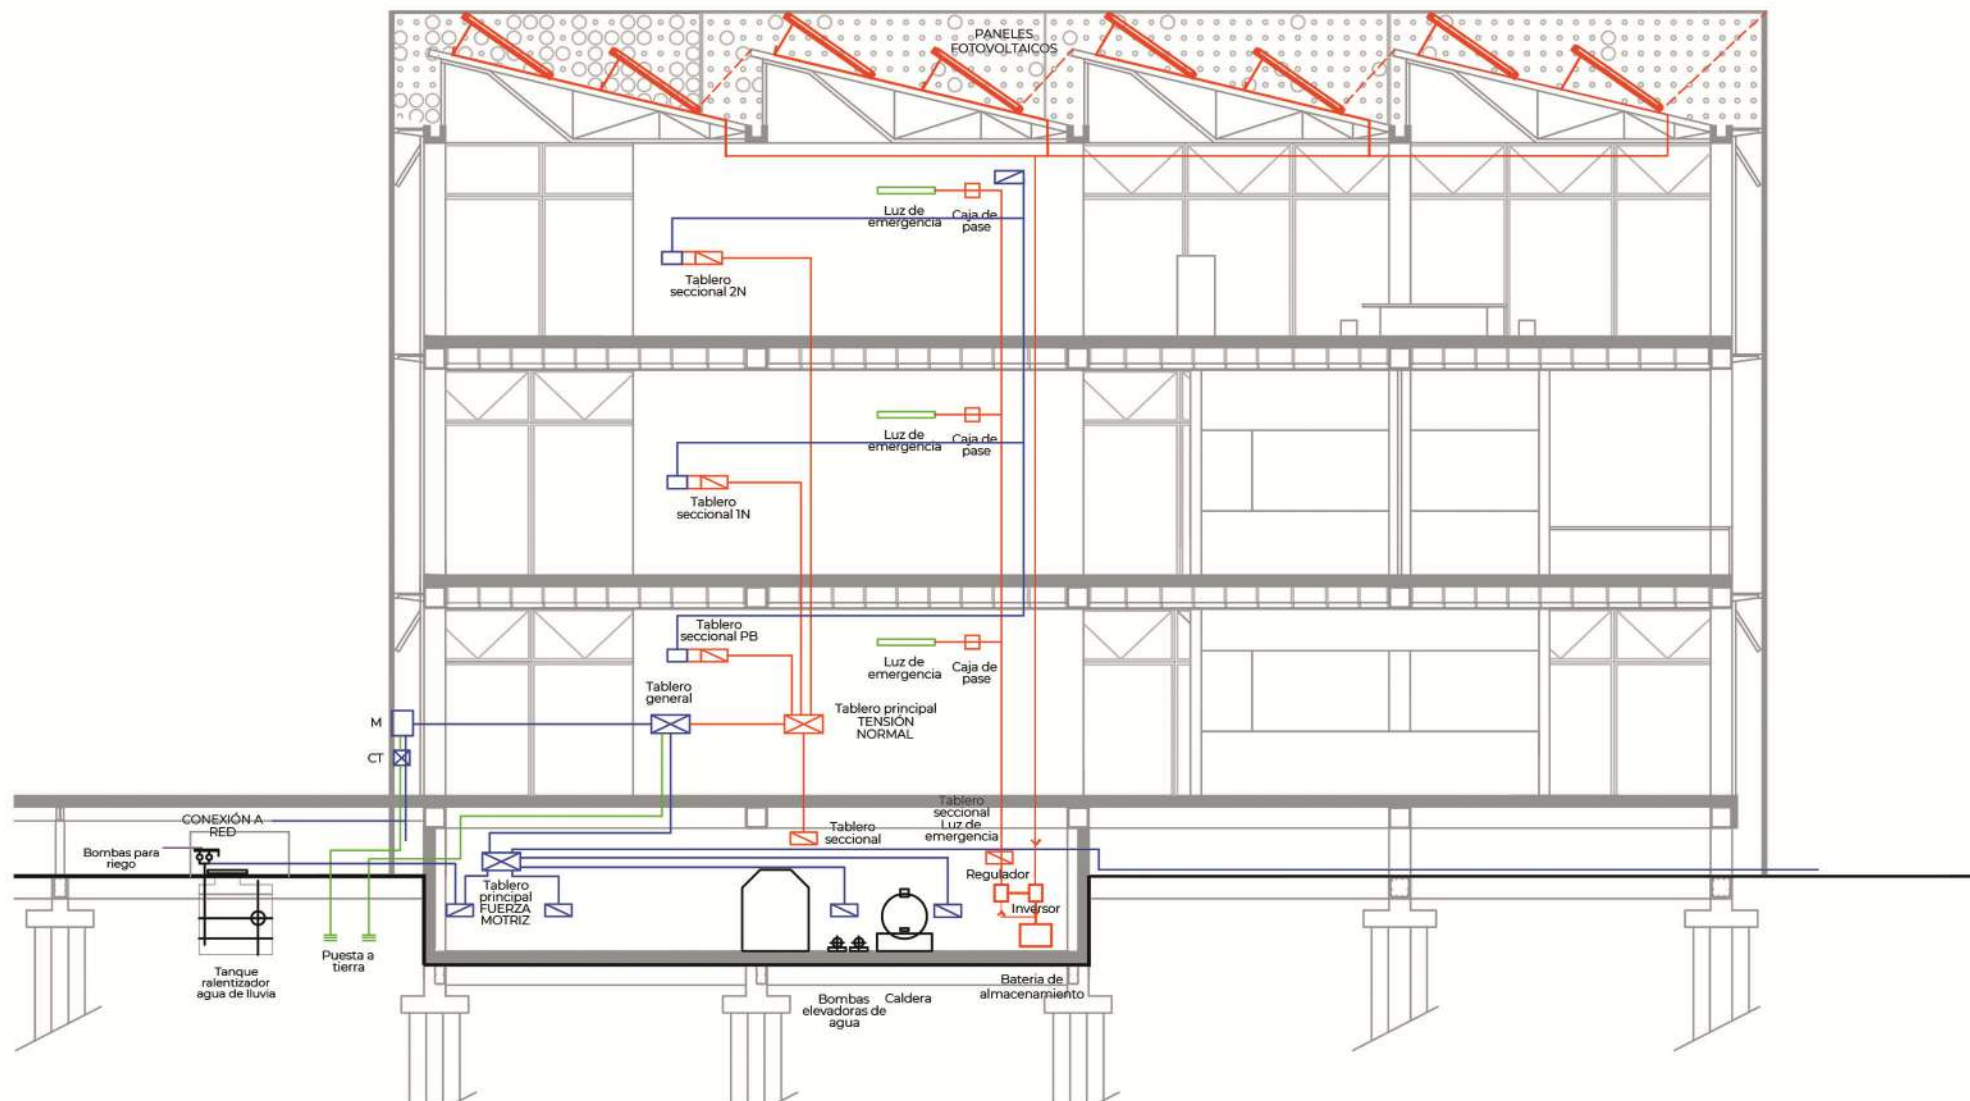 PANELES
FOTOVOLTAICOS
Luz de
emergencia
Caja de
pase
Tablero
seccional 2N
Luz de
emergencia
Caja de
pase
Tablero
seccional 1N
Tablero
seccional PB
Luz de
emergencia
Caja de
pase
Tablero
general
M
Tablero principal
TENSIÓN
NORMAL
CT
CONEXIÓN A
RED
Tablero
seccional
Tablero
seccional
Luz de
emergencia
Bombas para
riego
Regulador
Tablero
principal
FUERZA
MOTRIZ
Inversor
Puesta a
tierra
Tanque
ralentizador
agua de lluvia
Bombas
elevadoras de
agua
Caldera
Bateria de
almacenamiento